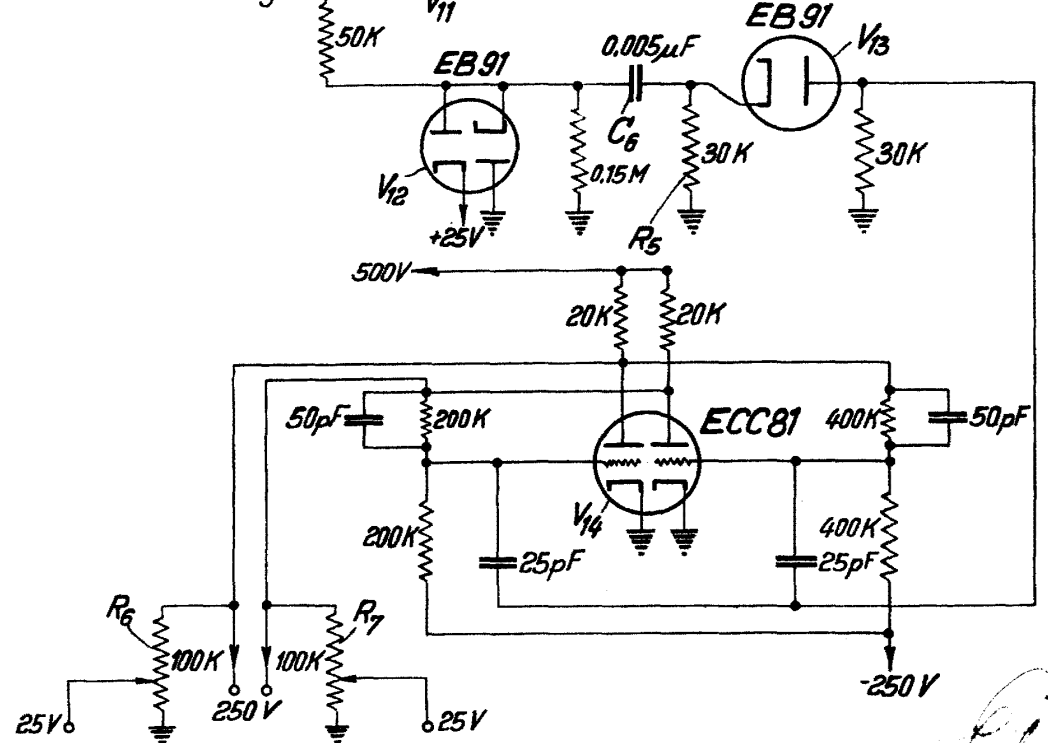 V11
50K
EB91
EB91
V13
0.005μF
C6
V12
+25V
0.15M
30K
R5
30K
500V
20K
20K
50pF
200K
ECC81
400K
50pF
200K
V14
25pF
400K
25pF
R6
100K
100K
R7
-250V
25V
250V
25V